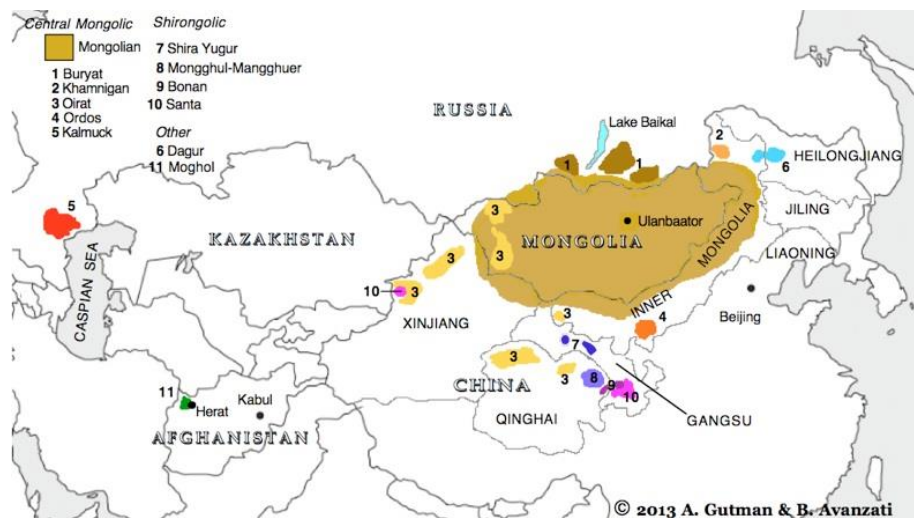 Central Mongolic
Mongolian
1 Buryat
2 Khamnigan
3 Oirat
4 Ordos
5 Kalmuck
Shirongolic
7 Shira Yugur
8 Mongghul-Mangghuer
9 Bonan
10 Santa
Other
6 Dagur
11 Moghol
RUSSIA
Lake Baikal
2
HEILONGJIANG
6
1
1
5
3
Ulanbaator
JILING
KAZAKHSTAN
MONGOLIA
MONGOLIA
LIAONING
3
3
CASPIAN SEA
10
3
INNER
XINJIANG
3
4
Beijing
7
3
3
8
9
10
CHINA
11
Kabul
Herat
QINGHAI
GANGSU
AFGHANISTAN
© 2013 A. Gutman & B. Avanzati